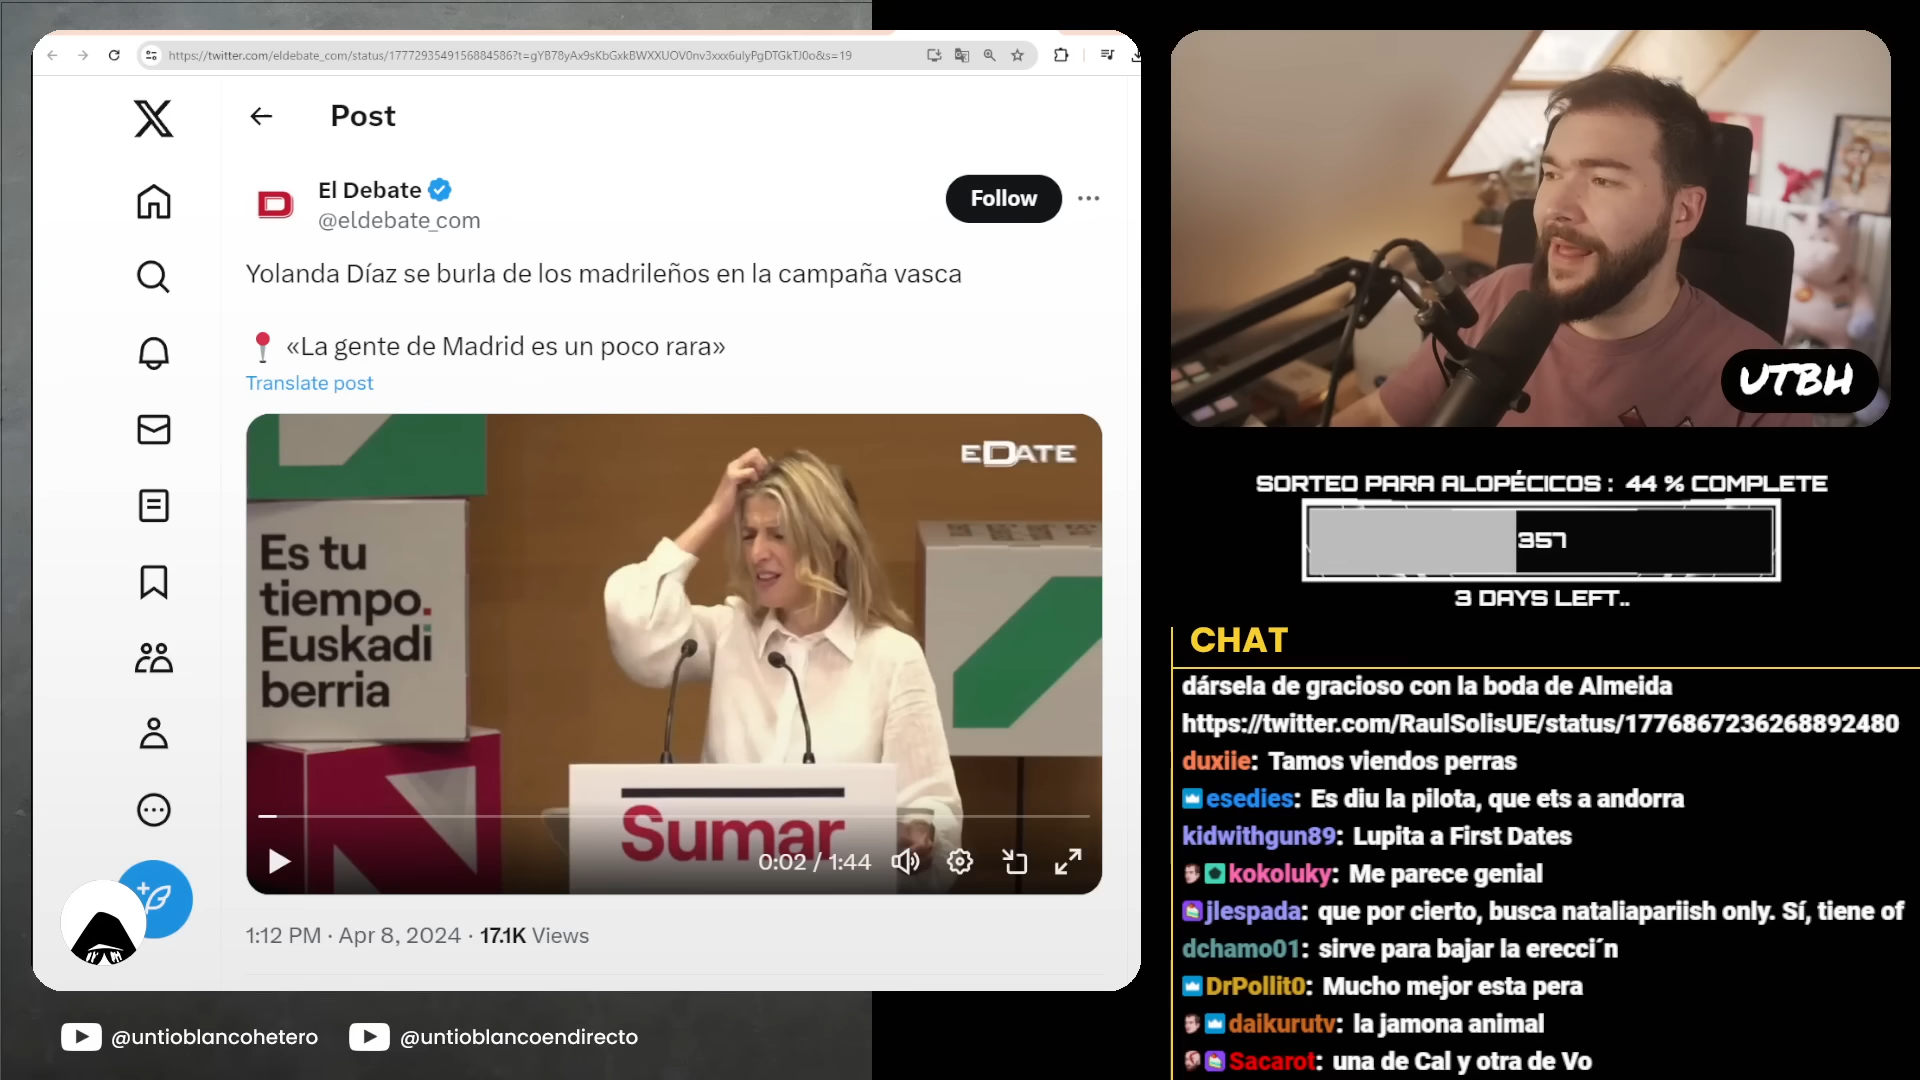 https://twitter.com/eldebate_com/status/1777293549156884586?t=gYB78yAx9sKbGxkBWXXUOV0nv3xxx6ulyPgDTGkTJ0o&s=19
Post
El Debate
@eldebate_com
Follow
Yolanda Díaz se burla de los madrileños en la campaña vasca
«La gente de Madrid es un poco rara»
Translate post
EDATE
Es tu
tiempo.
Euskadi
berria
Sumar
0:02 / 1:44
1:12 PM · Apr 8, 2024 · 17.1K Views
@untioblancohetero
@untioblancoendirecto
UTBH
SORTEO PARA ALOPÉCICOS : 44 % COMPLETE
357
3 DAYS LEFT..
CHAT
dársela de gracioso con la boda de Almeida
https://twitter.com/RaulSolisUE/status/1776867236268892480
duxiie: Tamos viendos perras
esedies: Es diu la pilota, que ets a andorra
kidwithgun89: Lupita a First Dates
kokoluky: Me parece genial
jlespada: que por cierto, busca nataliapariish only. Sí, tiene of
dchamo01: sirve para bajar la erecci´n
DrPollit0: Mucho mejor esta pera
daikurutv: la jamona animal
Sacarot: una de Cal y otra de Vo